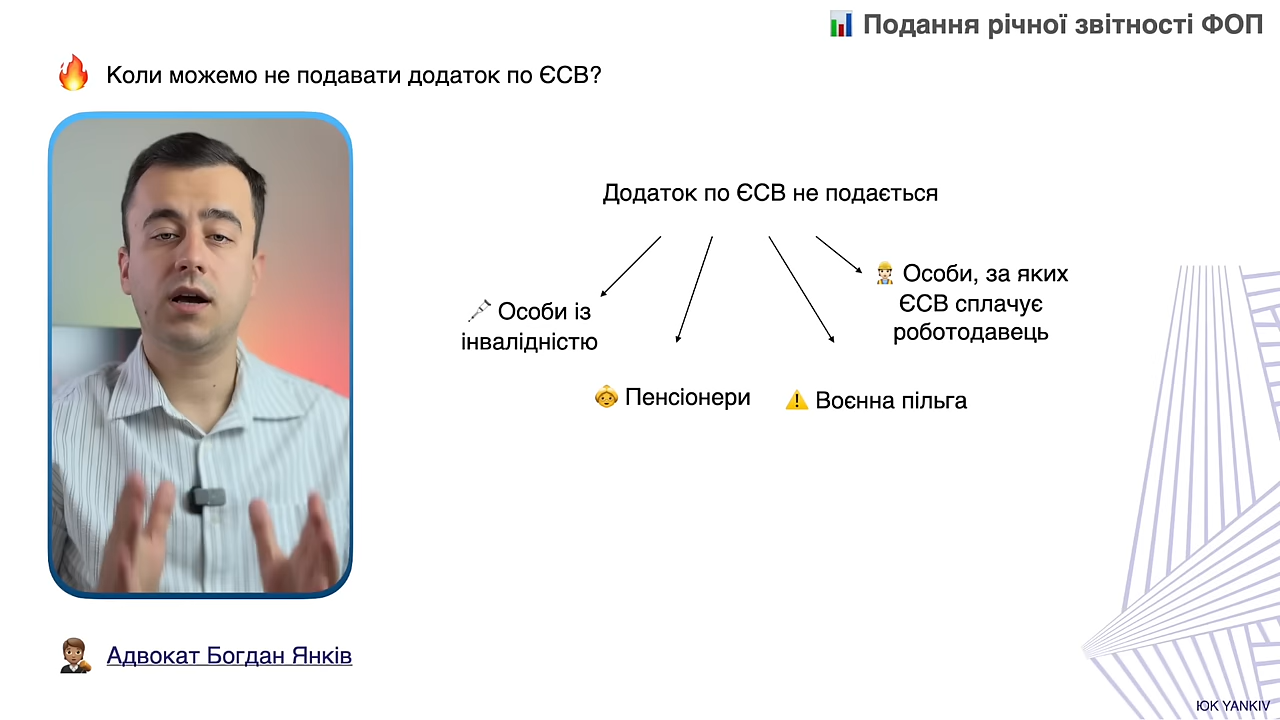 Подання річної звітності ФОП
Коли можемо не подавати додаток по ЄСВ?
Додаток по ЄСВ не подається
Особи, за яких
ЄСВ сплачує
роботодавець
Особи із
інвалідністю
Пенсіонери
Воєнна пільга
Адвокат Богдан Янків
ЮК YANKIV